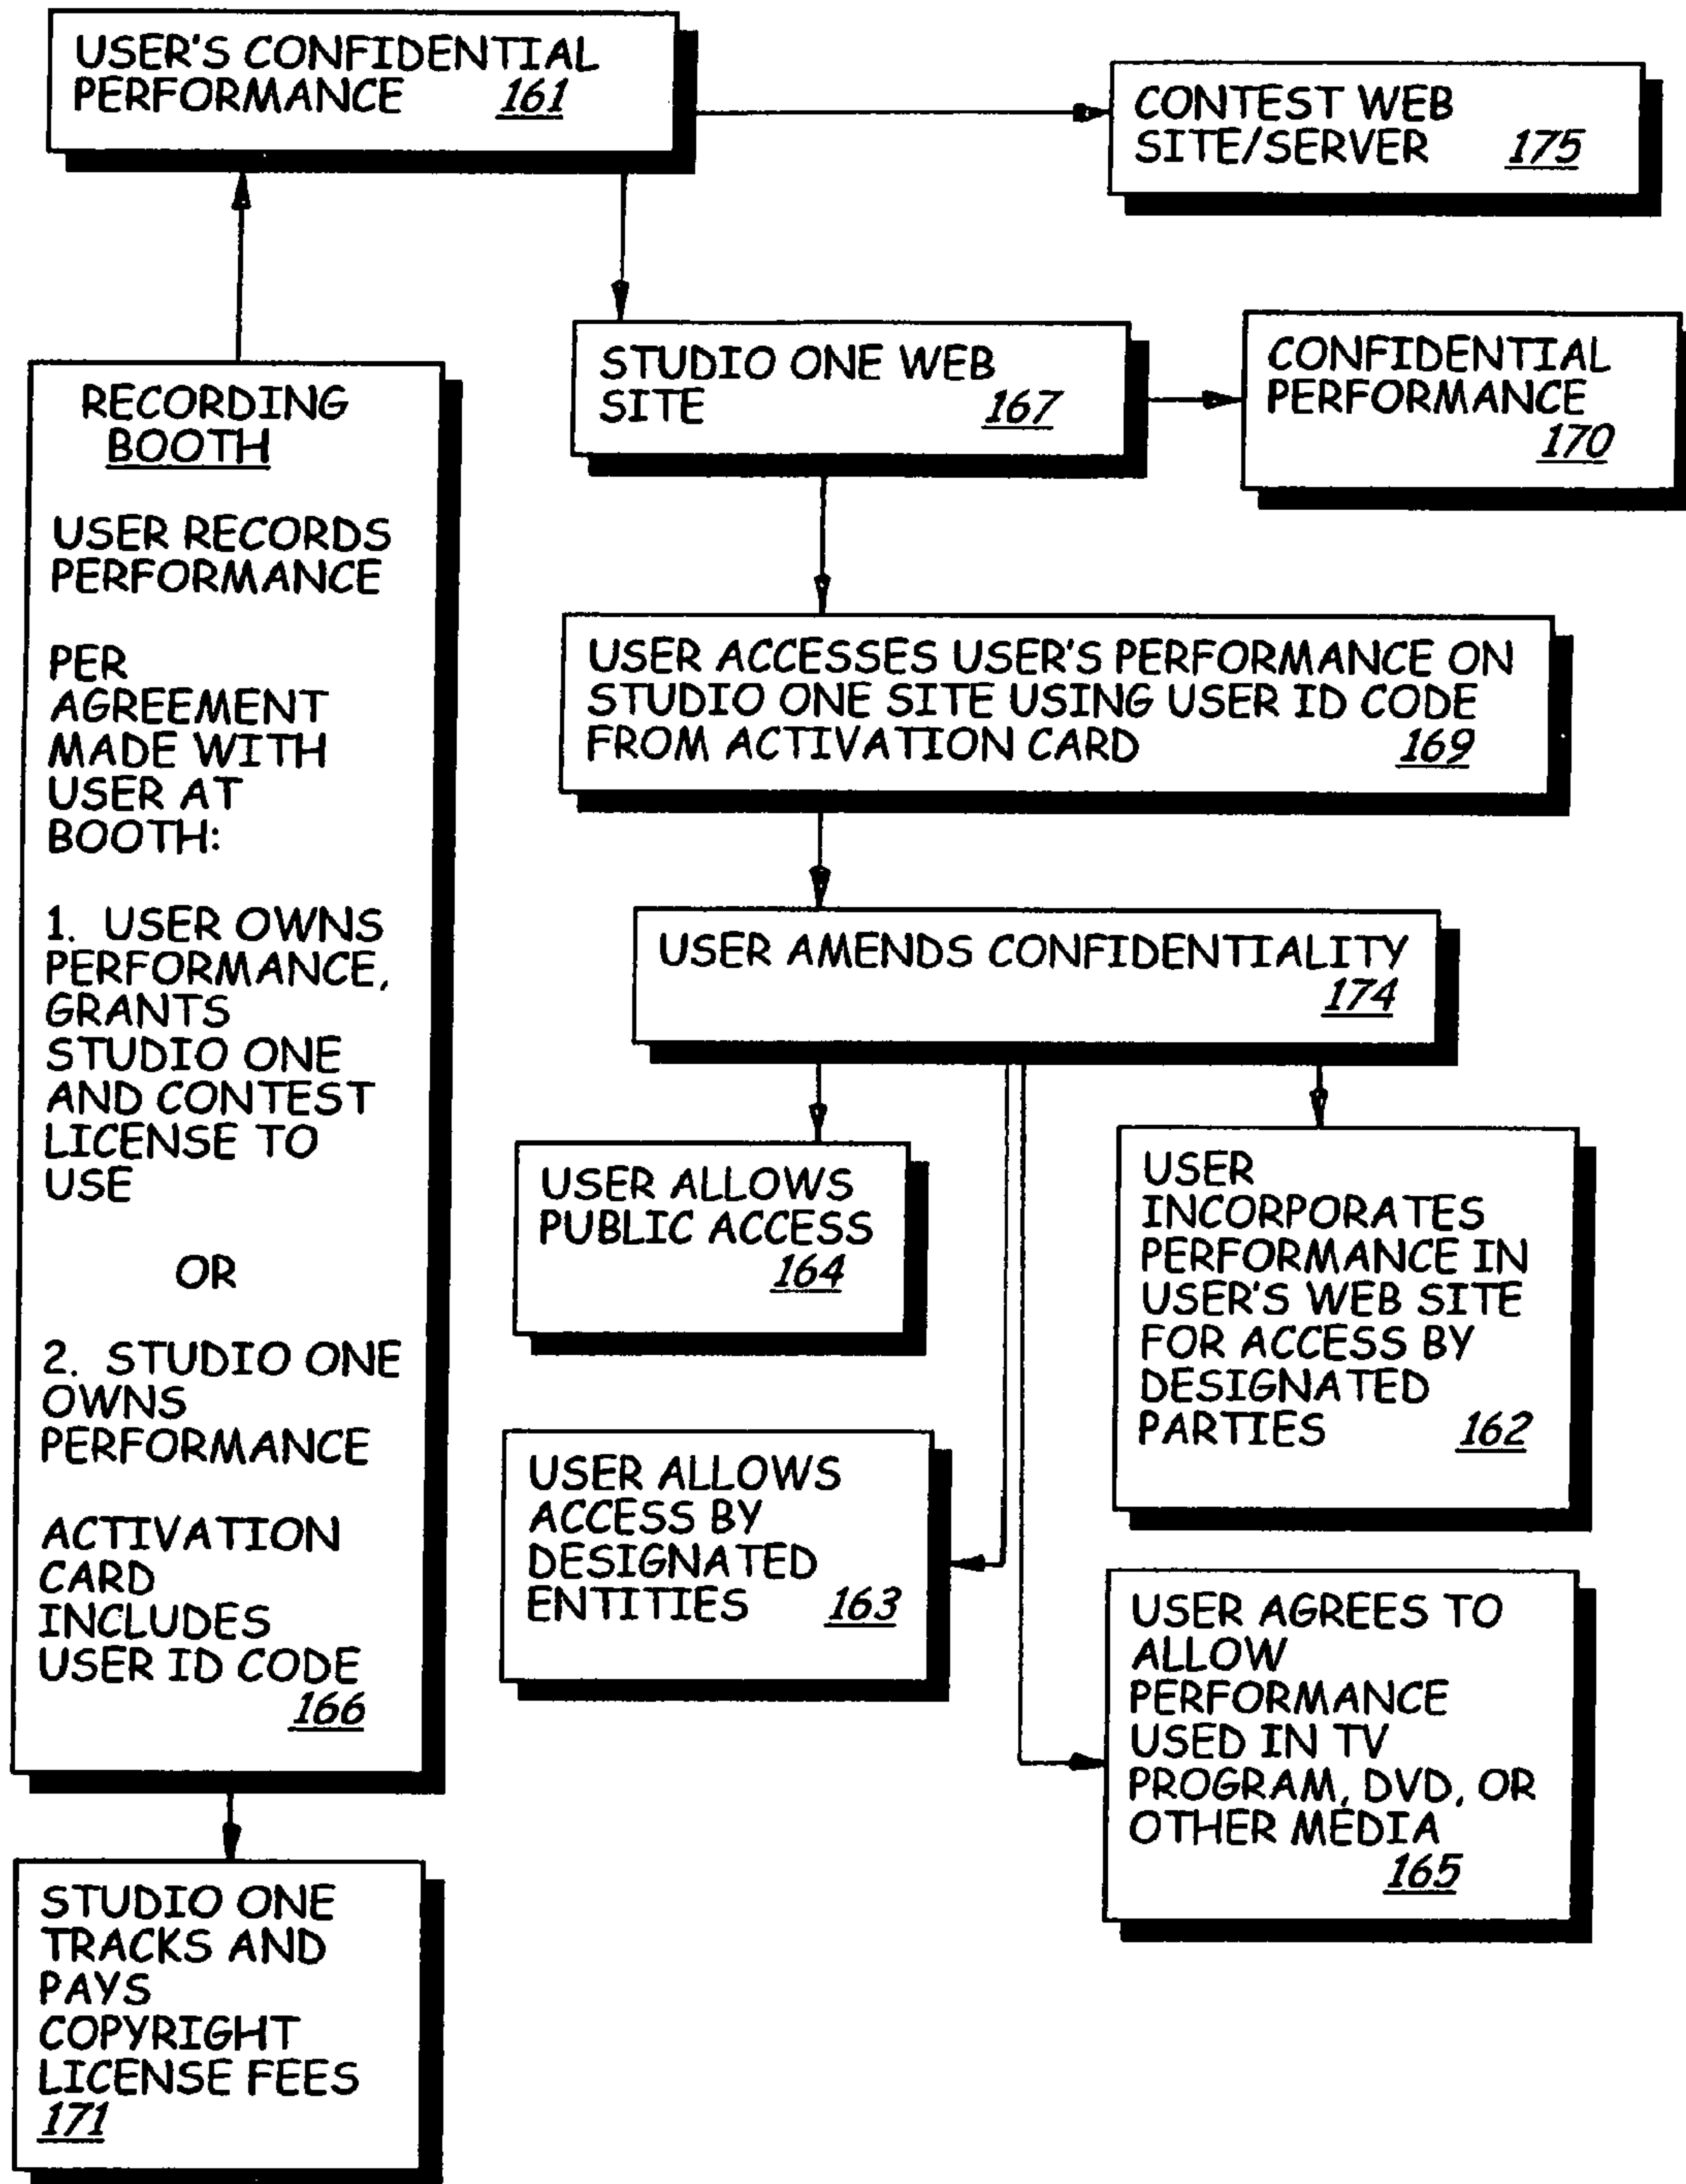 USER'S CONFIDENTIAL
PERFORMANCE 161
CONTEST WEB
SITE/SERVER 175
STUDIO ONE WEB
SITE 167
CONFIDENTIAL
PERFORMANCE
170
RECORDING
BOOTH
USER RECORDS
PERFORMANCE
PER
AGREEMENT
MADE WITH
USER AT
BOOTH:
1. USER OWNS
PERFORMANCE,
GRANTS
STUDIO ONE
AND CONTEST
LICENSE TO
USE
OR
2. STUDIO ONE
OWNS
PERFORMANCE
ACTIVATION
CARD
INCLUDES
USER ID CODE
166
USER ACCESSES USER'S PERFORMANCE ON
STUDIO ONE SITE USING USER ID CODE
FROM ACTIVATION CARD 169
USER AMENDS CONFIDENTIALITY
174
USER ALLOWS
PUBLIC ACCESS
164
USER
INCORPORATES
PERFORMANCE IN
USER'S WEB SITE
FOR ACCESS BY
DESIGNATED
PARTIES 162
USER ALLOWS
ACCESS BY
DESIGNATED
ENTITIES 163
USER AGREES TO
ALLOW
PERFORMANCE
USED IN TV
PROGRAM, DVD, OR
OTHER MEDIA
165
STUDIO ONE
TRACKS AND
PAYS
COPYRIGHT
LICENSE FEES
171